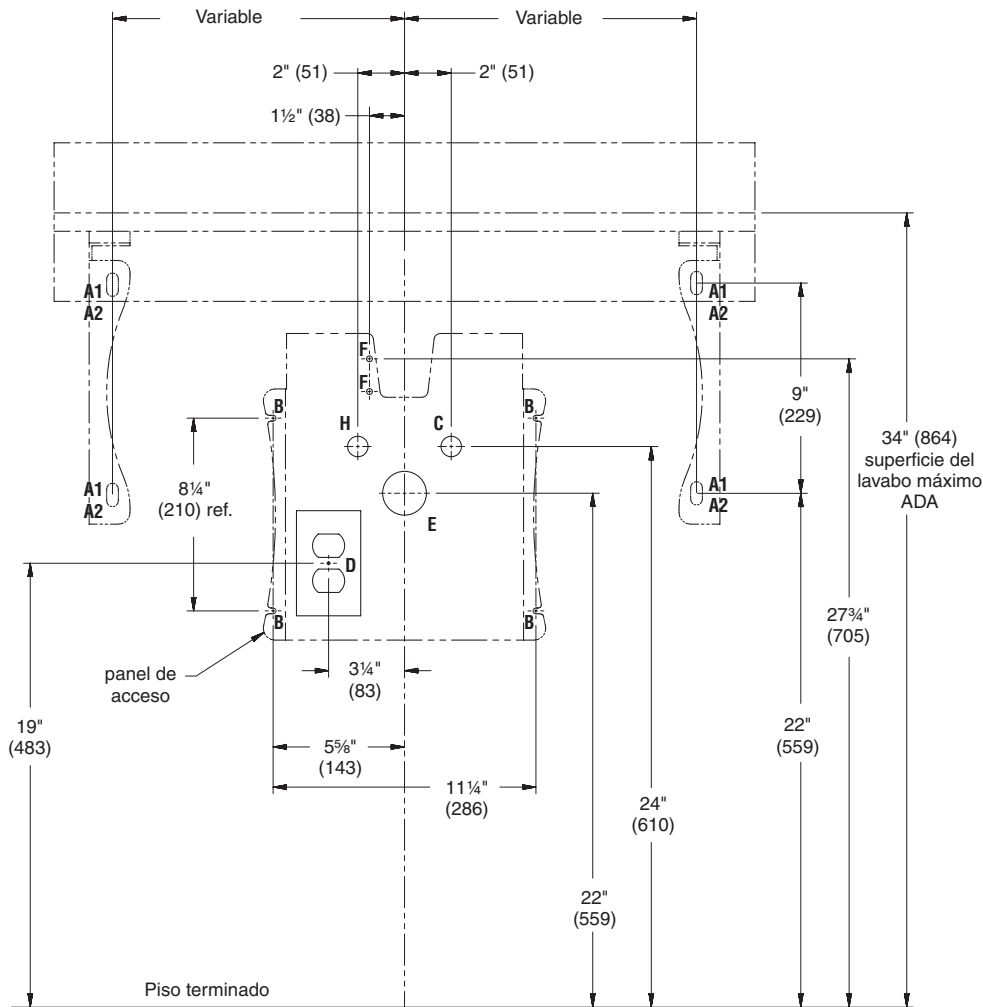 Variable
Variable
2" (51)
2" (51)
1½" (38)
A1
A2
A1
A2
F
F
9"
(229)
34" (864)
superficie del
lavabo máximo
ADA
B
B
H
C
8¼"
(210) ref.
A1
A2
A1
A2
E
D
B
B
27¾"
(705)
panel de
acceso
3¼"
(83)
19"
(483)
22"
(559)
5⅝"
(143)
11¼"
(286)
24"
(610)
22"
(559)
Piso terminado